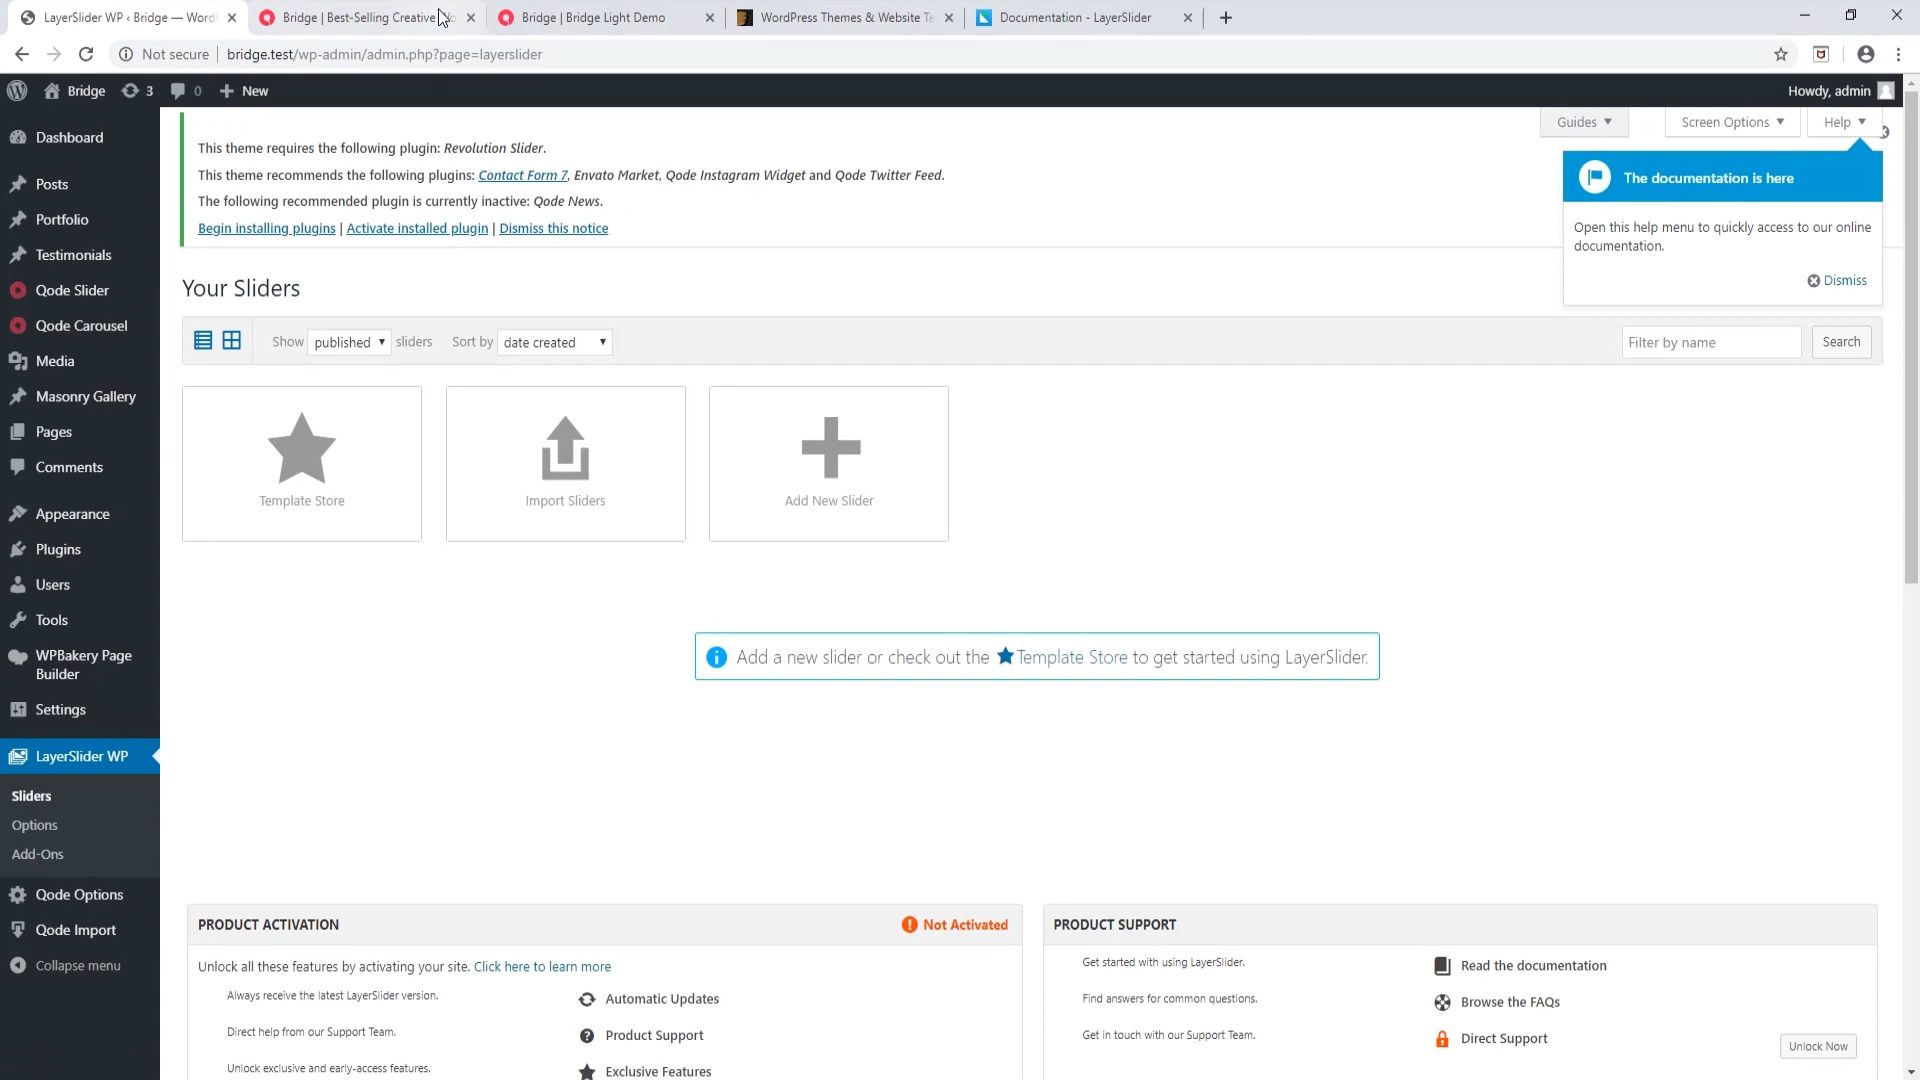 LayerSlider WP ‹ Bridge — Word
Bridge | Best-Selling Creative
Bridge | Bridge Light Demo
WordPress Themes & Website Te
Documentation - LayerSlider
Not secure
bridge.test/wp-admin/admin.php?page=layerslider
Bridge
3
0
New
Howdy, admin
Dashboard
Posts
Portfolio
Testimonials
Qode Slider
Qode Carousel
Media
Masonry Gallery
Pages
Comments
Appearance
Plugins
Users
Tools
WPBakery Page
Builder
Settings
LayerSlider WP
Sliders
Options
Add-Ons
Qode Options
Qode Import
Collapse menu
Guides
Screen Options
Help
This theme requires the following plugin: Revolution Slider.
This theme recommends the following plugins: Contact Form 7, Envato Market, Qode Instagram Widget and Qode Twitter Feed.
The following recommended plugin is currently inactive: Qode News.
Begin installing plugins | Activate installed plugin | Dismiss this notice
The documentation is here
Open this help menu to quickly access to our online
documentation.
Dismiss
Your Sliders
Show published sliders Sort by date created
Filter by name
Search
Template Store
Import Sliders
Add New Slider
Add a new slider or check out the Template Store to get started using LayerSlider.
PRODUCT ACTIVATION
Not Activated
Unlock all these features by activating your site. Click here to learn more
Always receive the latest LayerSlider version.
Automatic Updates
Direct help from our Support Team.
Product Support
Unlock exclusive and early-access features.
Exclusive Features
PRODUCT SUPPORT
Get started with using LayerSlider.
Read the documentation
Find answers for common questions.
Browse the FAQs
Get in touch with our Support Team.
Direct Support
Unlock Now